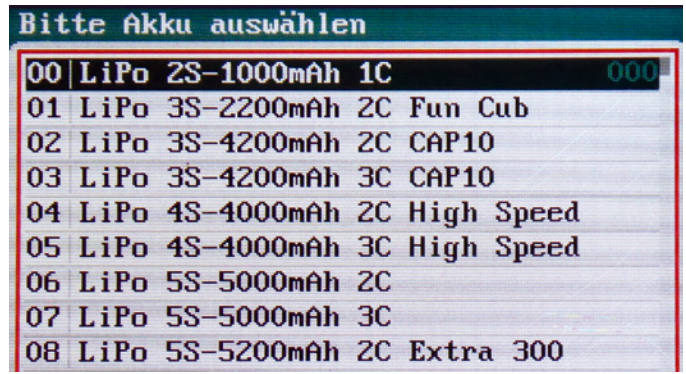 Bitte Akku auswählen
00 LiPo 2S-1000mAh 1C 000
01 LiPo 3S-2200mAh 2C Fun Cub
02 LiPo 3S-4200mAh 2C CAP10
03 LiPo 3S-4200mAh 3C CAP10
04 LiPo 4S-4000mAh 2C High Speed
05 LiPo 4S-4000mAh 3C High Speed
06 LiPo 5S-5000mAh 2C
07 LiPo 5S-5000mAh 3C
08 LiPo 5S-5200mAh 2C Extra 300